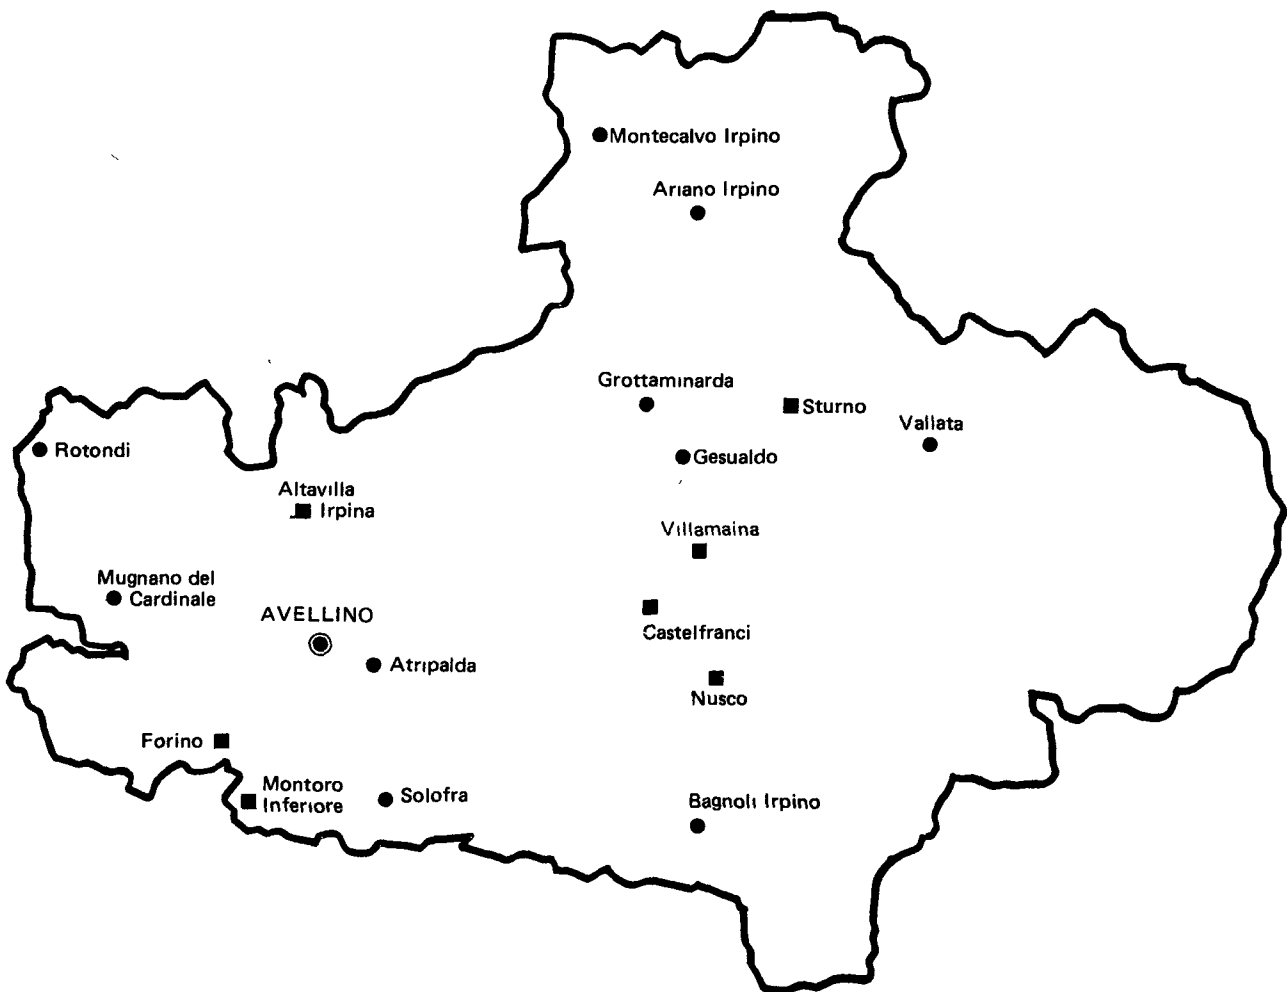 Montecalvo Irpino
Ariano Irpino
Grottaminarda
Sturno
Vallata
Rotondi
Gesualdo
Altavilla
Irpina
Villamaina
Mugnano del
Cardinale
AVELLINO
Castelfranci
Atripalda
Nusco
Forino
Montoro
Inferiore
Solofra
Bagnoli Irpino